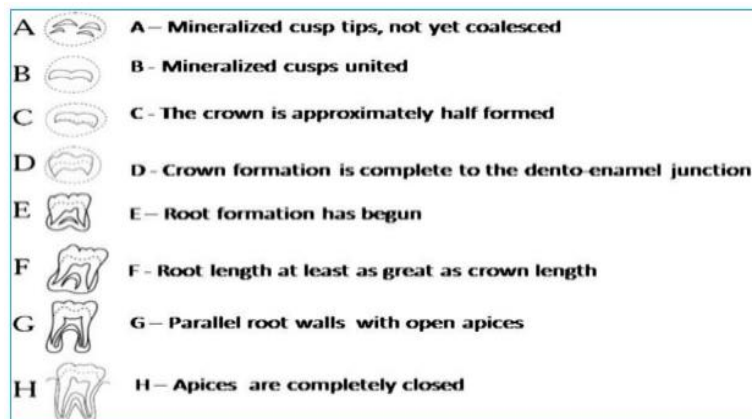 A A – Mineralized cusp tips, not yet coalesced
B B - Mineralized cusps united
C C - The crown is approximately half formed
D D - Crown formation is complete to the dento-enamel junction
E E – Root formation has begun
F F - Root length at least as great as crown length
G G – Parallel root walls with open apices
H H – Apices are completely closed